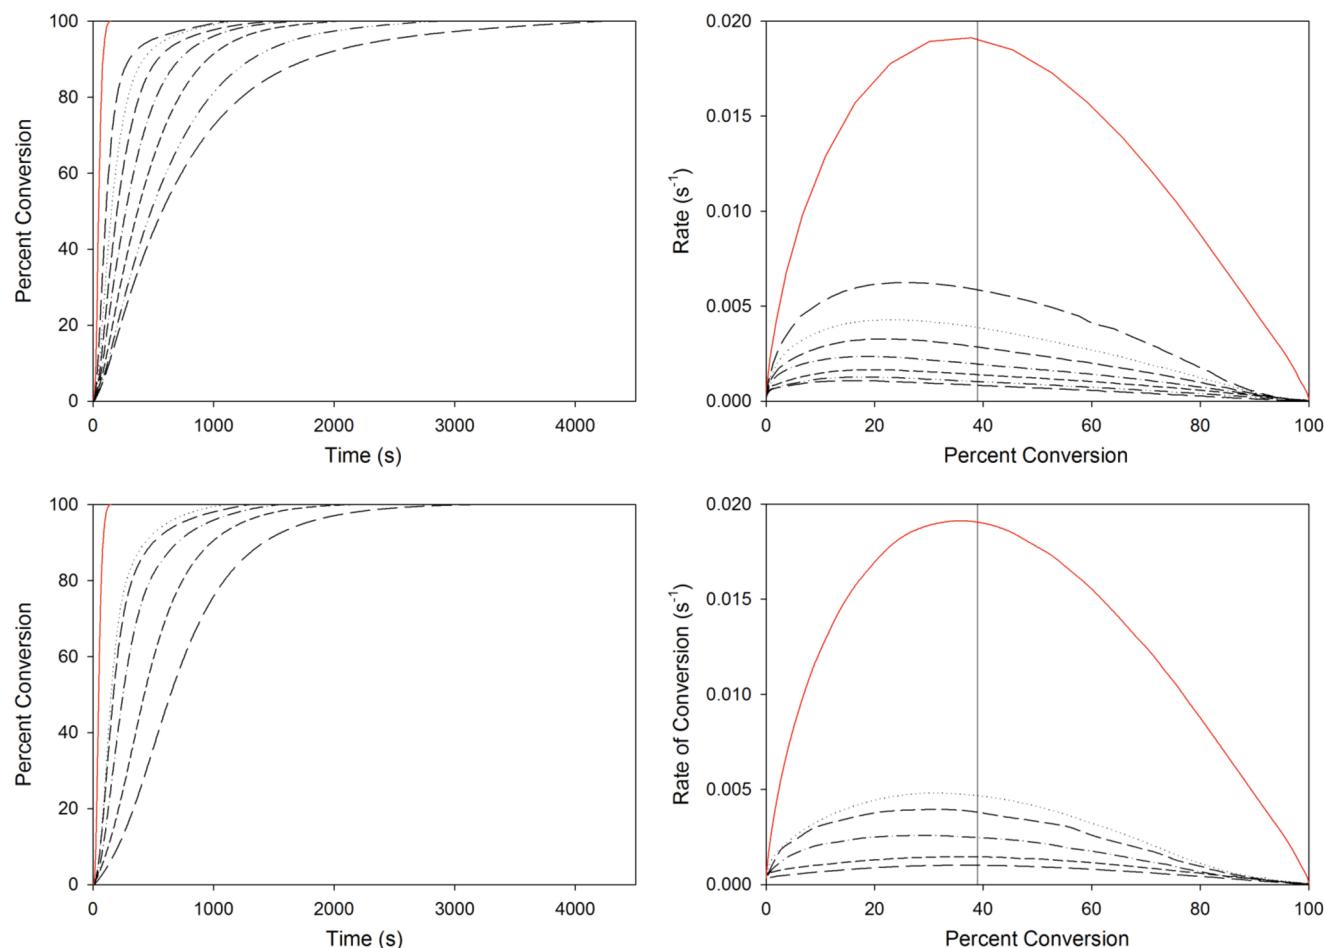 100
80
60
40
20
0
Percent Conversion
0 1000 2000 3000 4000
Time (s)
0.020
0.015
0.010
0.005
0.000
Rate (s-1)
0 20 40 60 80 100
Percent Conversion
100
80
60
40
20
0
Percent Conversion
0 1000 2000 3000 4000
Time (s)
0.020
0.015
0.010
0.005
0.000
Rate of Conversion (s-1)
0 20 40 60 80 100
Percent Conversion